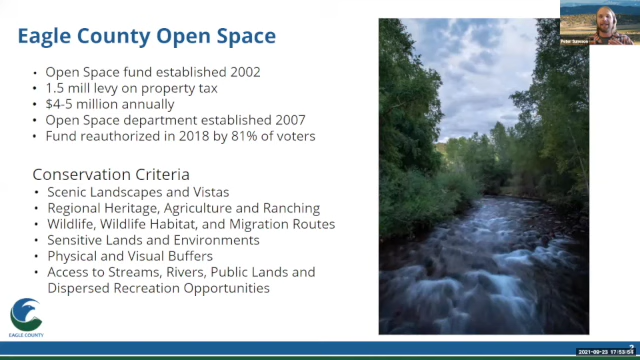 Eagle County Open Space
• Open Space fund established 2002
• 1.5 mill levy on property tax
• $4-5 million annually
• Open Space department established 2007
• Fund reauthorized in 2018 by 81% of voters
Conservation Criteria
• Scenic Landscapes and Vistas
• Regional Heritage, Agriculture and Ranching
• Wildlife, Wildlife Habitat, and Migration Routes
• Sensitive Lands and Environments
• Physical and Visual Buffers
• Access to Streams, Rivers, Public Lands and
Dispersed Recreation Opportunities
EAGLE COUNTY
Peter
2021-09-23 17:53:54